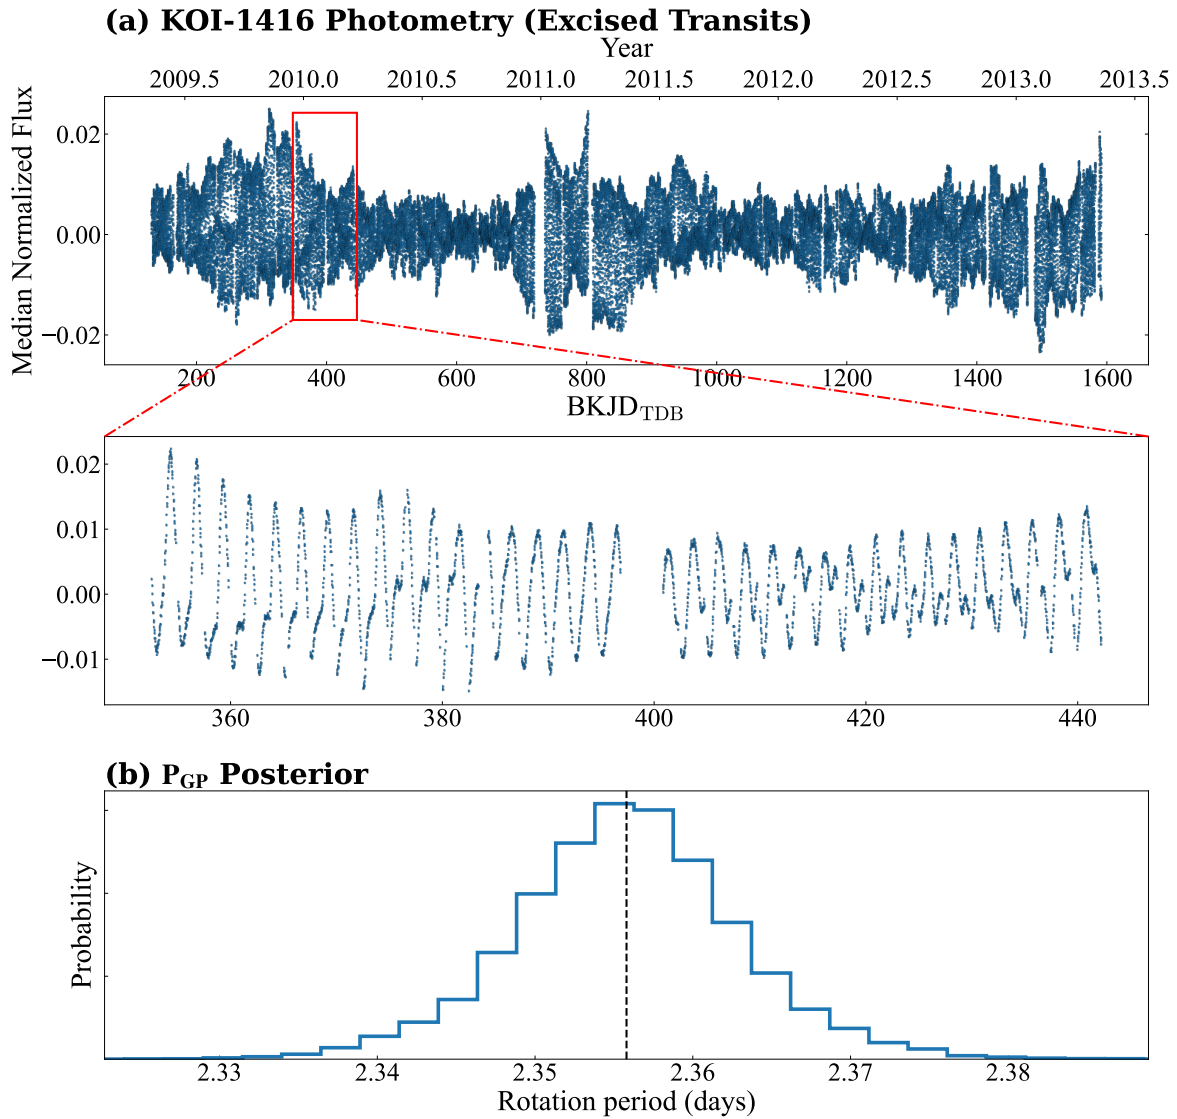 (a) KOI-1416 Photometry (Excised Transits)
Year
2009.5 2010.0 2010.5 2011.0 2011.5 2012.0 2012.5 2013.0 2013.5
Median Normalized Flux
0.02
0.00
−0.02
200 400 600 800 1000 1200 1400 1600
BKJD_TDB
0.02
0.01
0.00
−0.01
360 380 400 420 440
(b) P_GP Posterior
Probability
2.33 2.34 2.35 2.36 2.37 2.38
Rotation period (days)